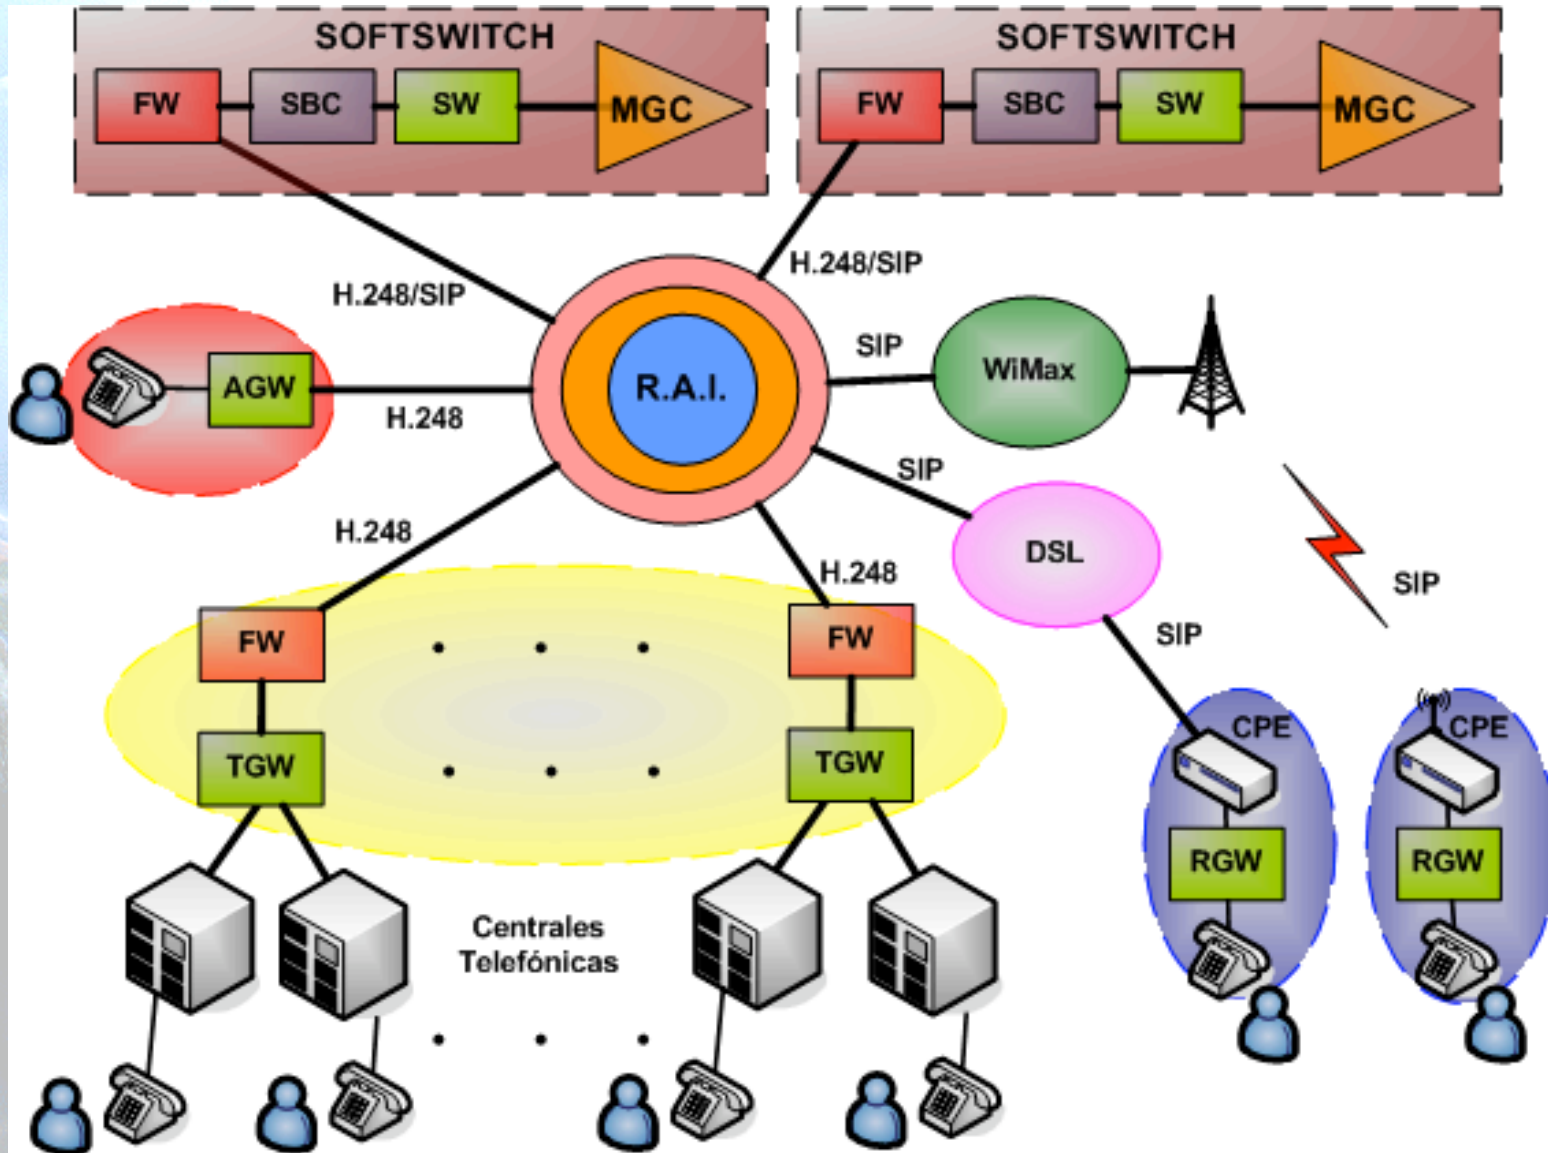 SOFTSWITCH
FW
SBC
SW
MGC
SOFTSWITCH
FW
SBC
SW
MGC
H.248/SIP
H.248/SIP
AGW
H.248
R.A.I.
SIP
WiMax
SIP
DSL
SIP
SIP
H.248
H.248
FW
FW
TGW
TGW
CPE
RGW
CPE
RGW
Centrales
Telefónicas